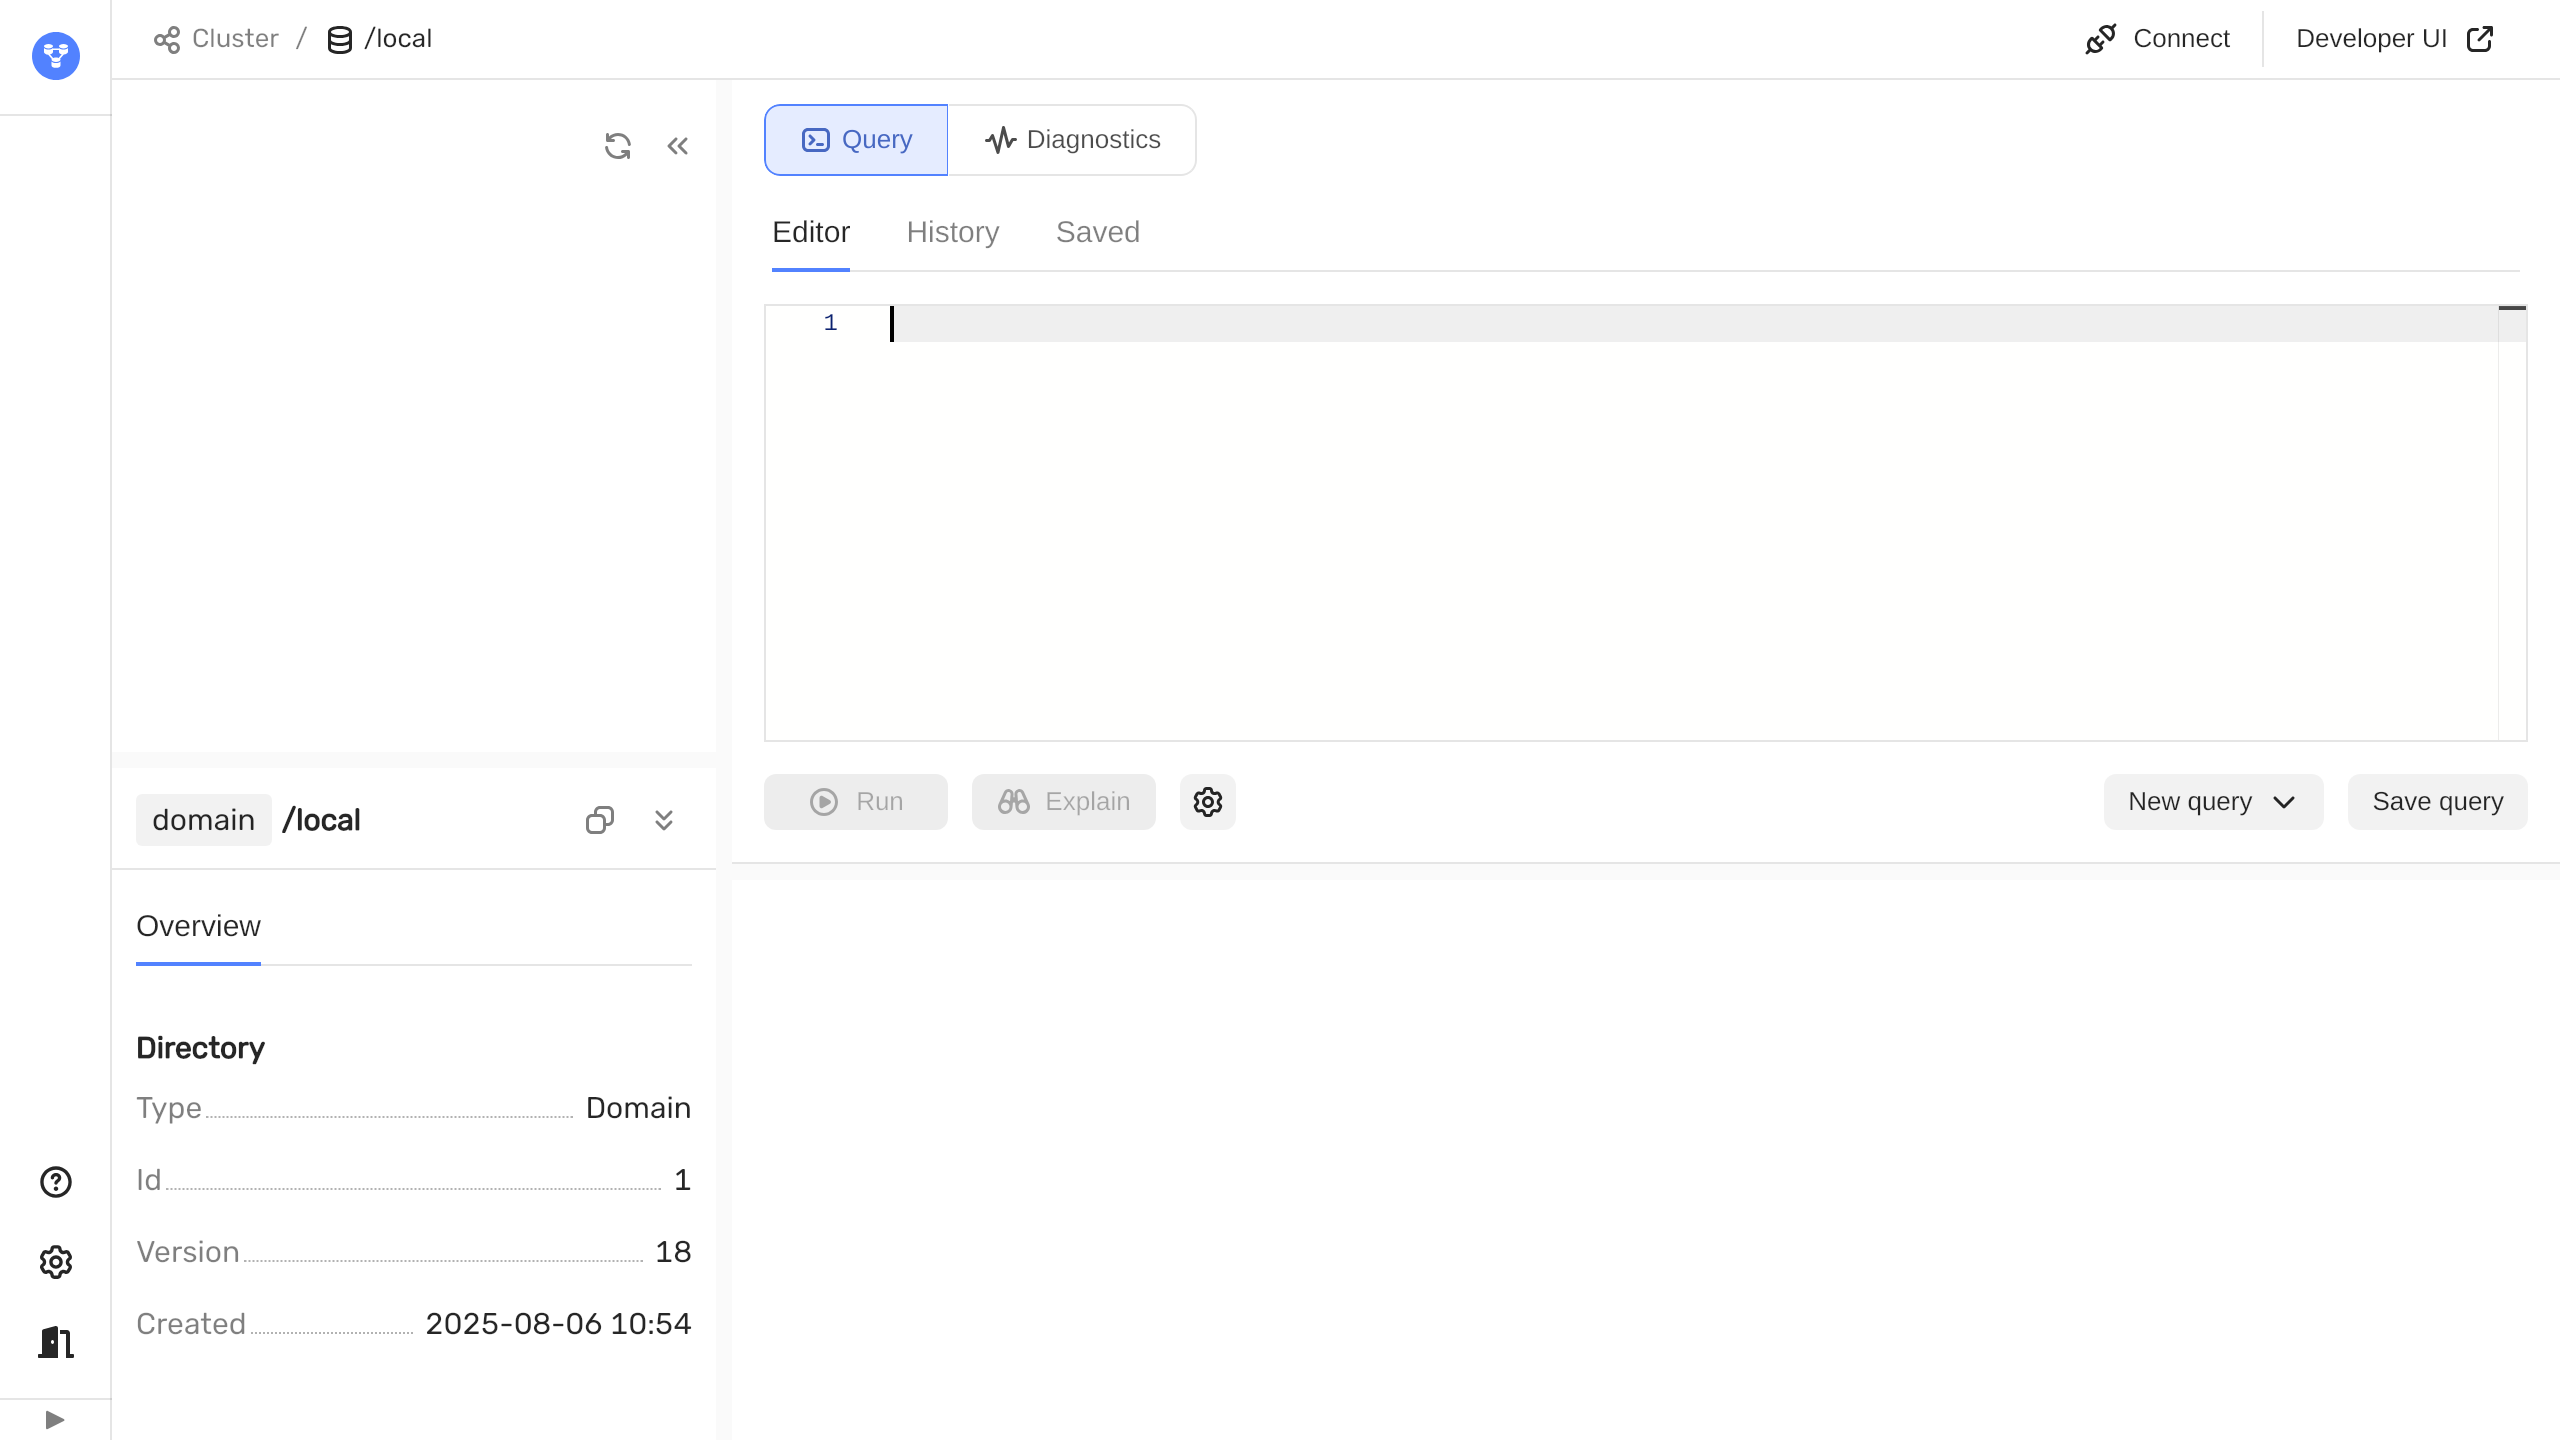 Cluster / /local
Connect
Developer UI
Query
Diagnostics
Editor
History
Saved
1
Run
Explain
New query
Save query
domain /local
Overview
Directory
Type Domain
Id 1
Version 18
Created 2025-08-06 10:54